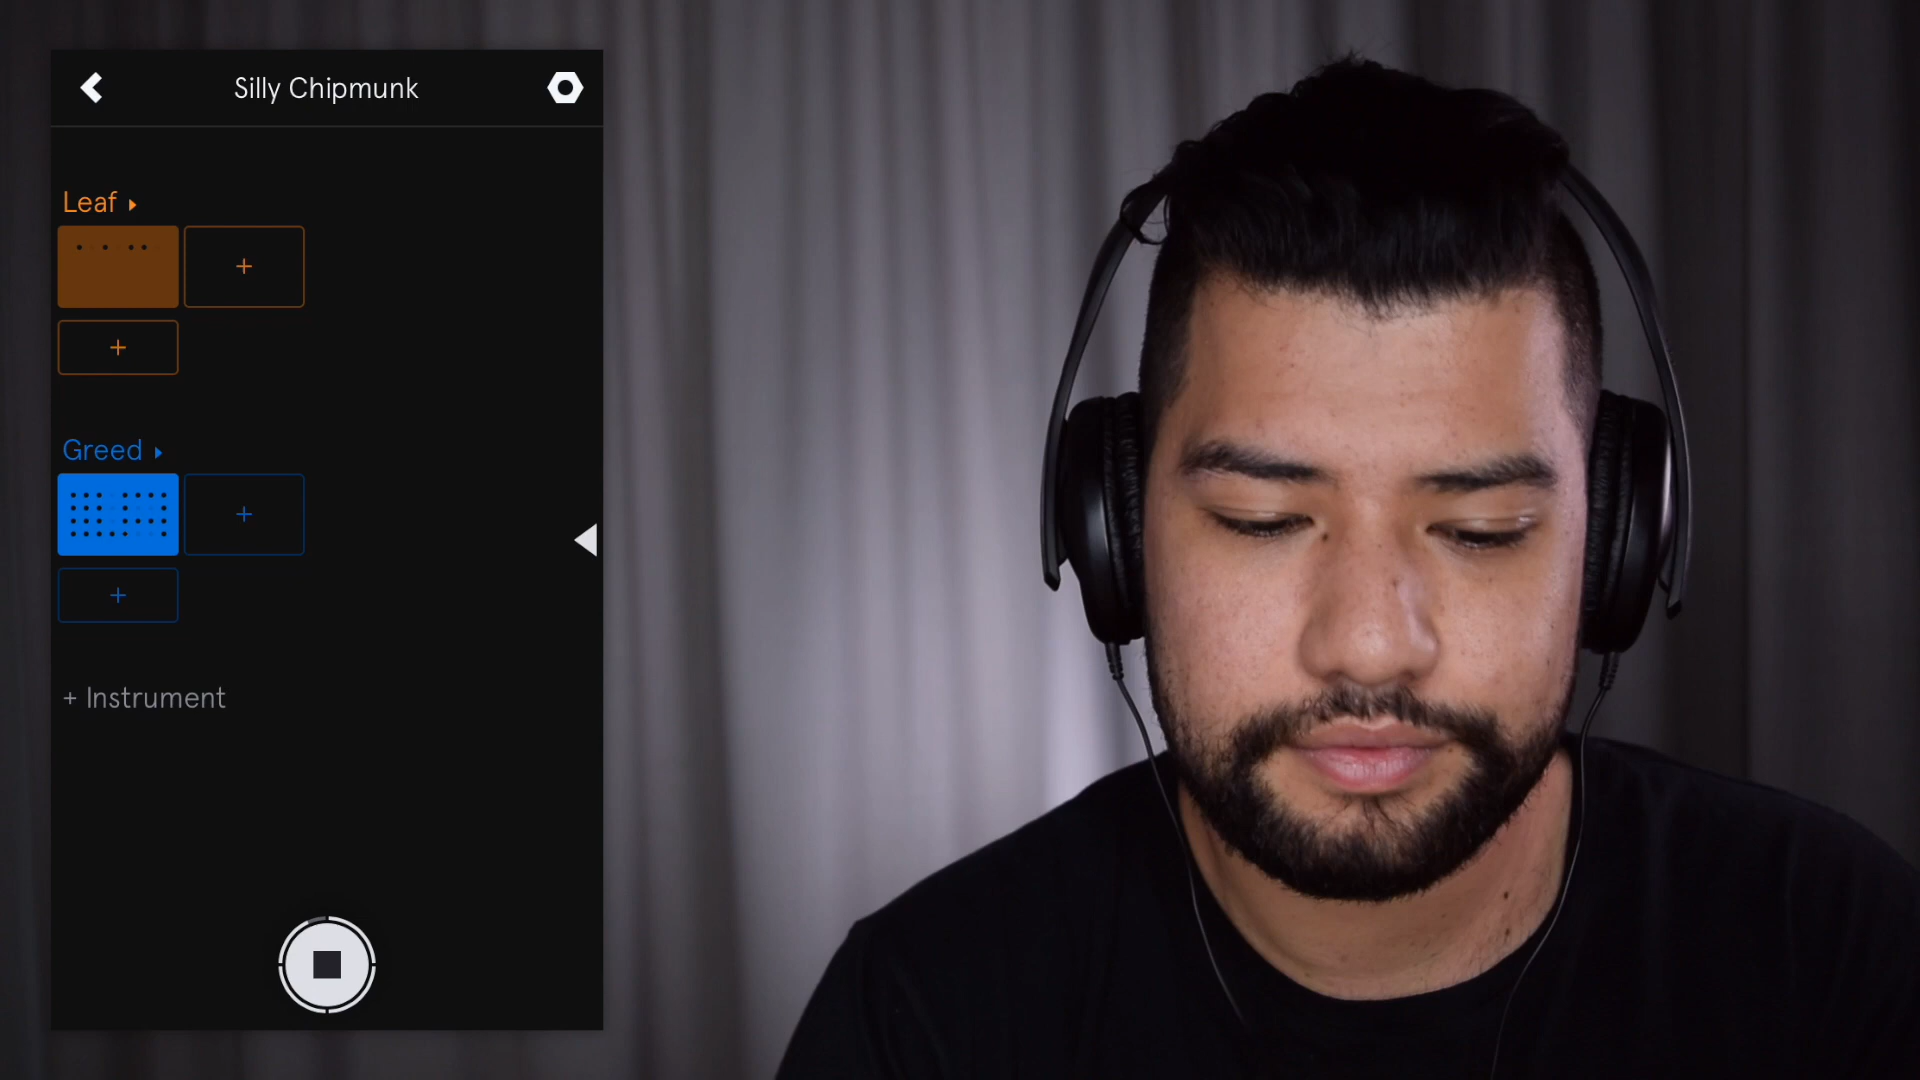 Silly Chipmunk
Leaf
+
+
Greed
+
+
+ Instrument